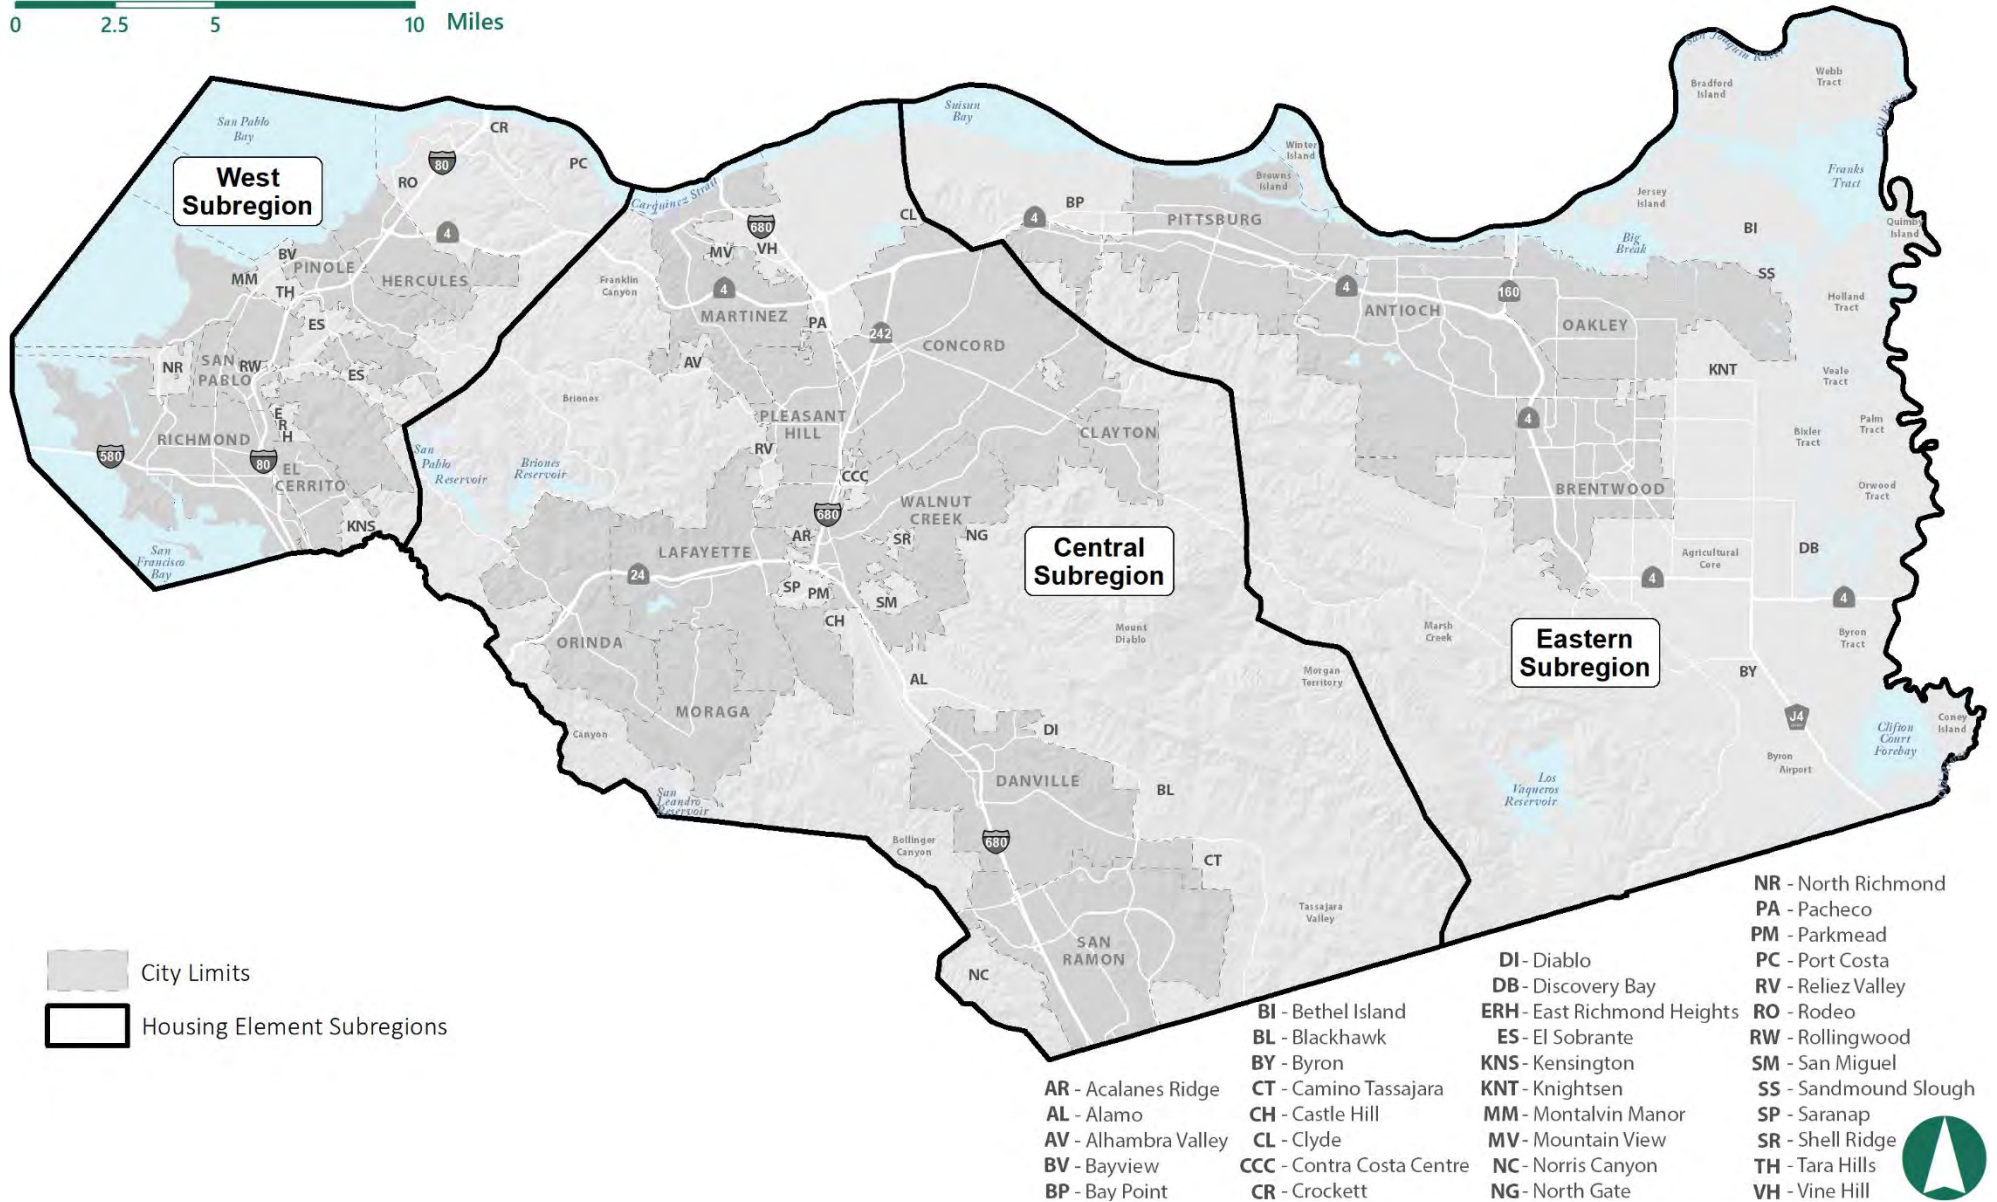 0 2.5 5 10 Miles
San Pablo
Bay
West
Subregion
CR
80
PC
RO
4
BV
PINOLE
MM
TH
HERCULES
ES
NR
SAN
PABLO
RW
ES
E
R
H
RICHMOND
580
80
EL
CERRITO
KNS
San
Francisco
Bay
Carquinez Strait
680
CL
MV
VH
Franklin
Canyon
4
MARTINEZ
PA
242
CONCORD
AV
Briones
PLEASANT
HILL
CLAYTON
RV
San
Pablo
Reservoir
Briones
Reservoir
CCC
WALNUT
CREEK
680
AR
SR
NG
LAFAYETTE
24
SP
PM
SM
CH
Central
Subregion
ORINDA
Mount
Diablo
Morgan
Territory
AL
MORAGA
Canyon
DI
DANVILLE
BL
San
Leandro
Reservoir
680
Bollinger
Canyon
CT
Tassajara
Valley
SAN
RAMON
NC
Suisun
Bay
Winter
Island
Browns
Island
BP
4
PITTSBURG
San Joaquin River
Bradford
Island
Webb
Tract
Franks
Tract
Jersey
Island
BI
Quimby
Island
Big
Break
SS
4
ANTIOCH
160
OAKLEY
Holland
Tract
KNT
Veale
Tract
4
Bixler
Tract
Palm
Tract
BRENTWOOD
Orwood
Tract
DB
Agricultural
Core
4
4
Marsh
Creek
Eastern
Subregion
Byron
Tract
BY
J4
Clifton
Court
Forebay
Coney
Island
Byron
Airport
Los
Vaqueros
Reservoir
City Limits
Housing Element Subregions
AR - Acalanes Ridge
AL - Alamo
AV - Alhambra Valley
BV - Bayview
BP - Bay Point
BI - Bethel Island
BL - Blackhawk
BY - Byron
CT - Camino Tassajara
CH - Castle Hill
CL - Clyde
CCC - Contra Costa Centre
CR - Crockett
DI - Diablo
DB - Discovery Bay
ERH - East Richmond Heights
ES - El Sobrante
KNS - Kensington
KNT - Knightsen
MM - Montalvin Manor
MV - Mountain View
NC - Norris Canyon
NG - North Gate
NR - North Richmond
PA - Pacheco
PM - Parkmead
PC - Port Costa
RV - Reliez Valley
RO - Rodeo
RW - Rollingwood
SM - San Miguel
SS - Sandmound Slough
SP - Saranap
SR - Shell Ridge
TH - Tara Hills
VH - Vine Hill